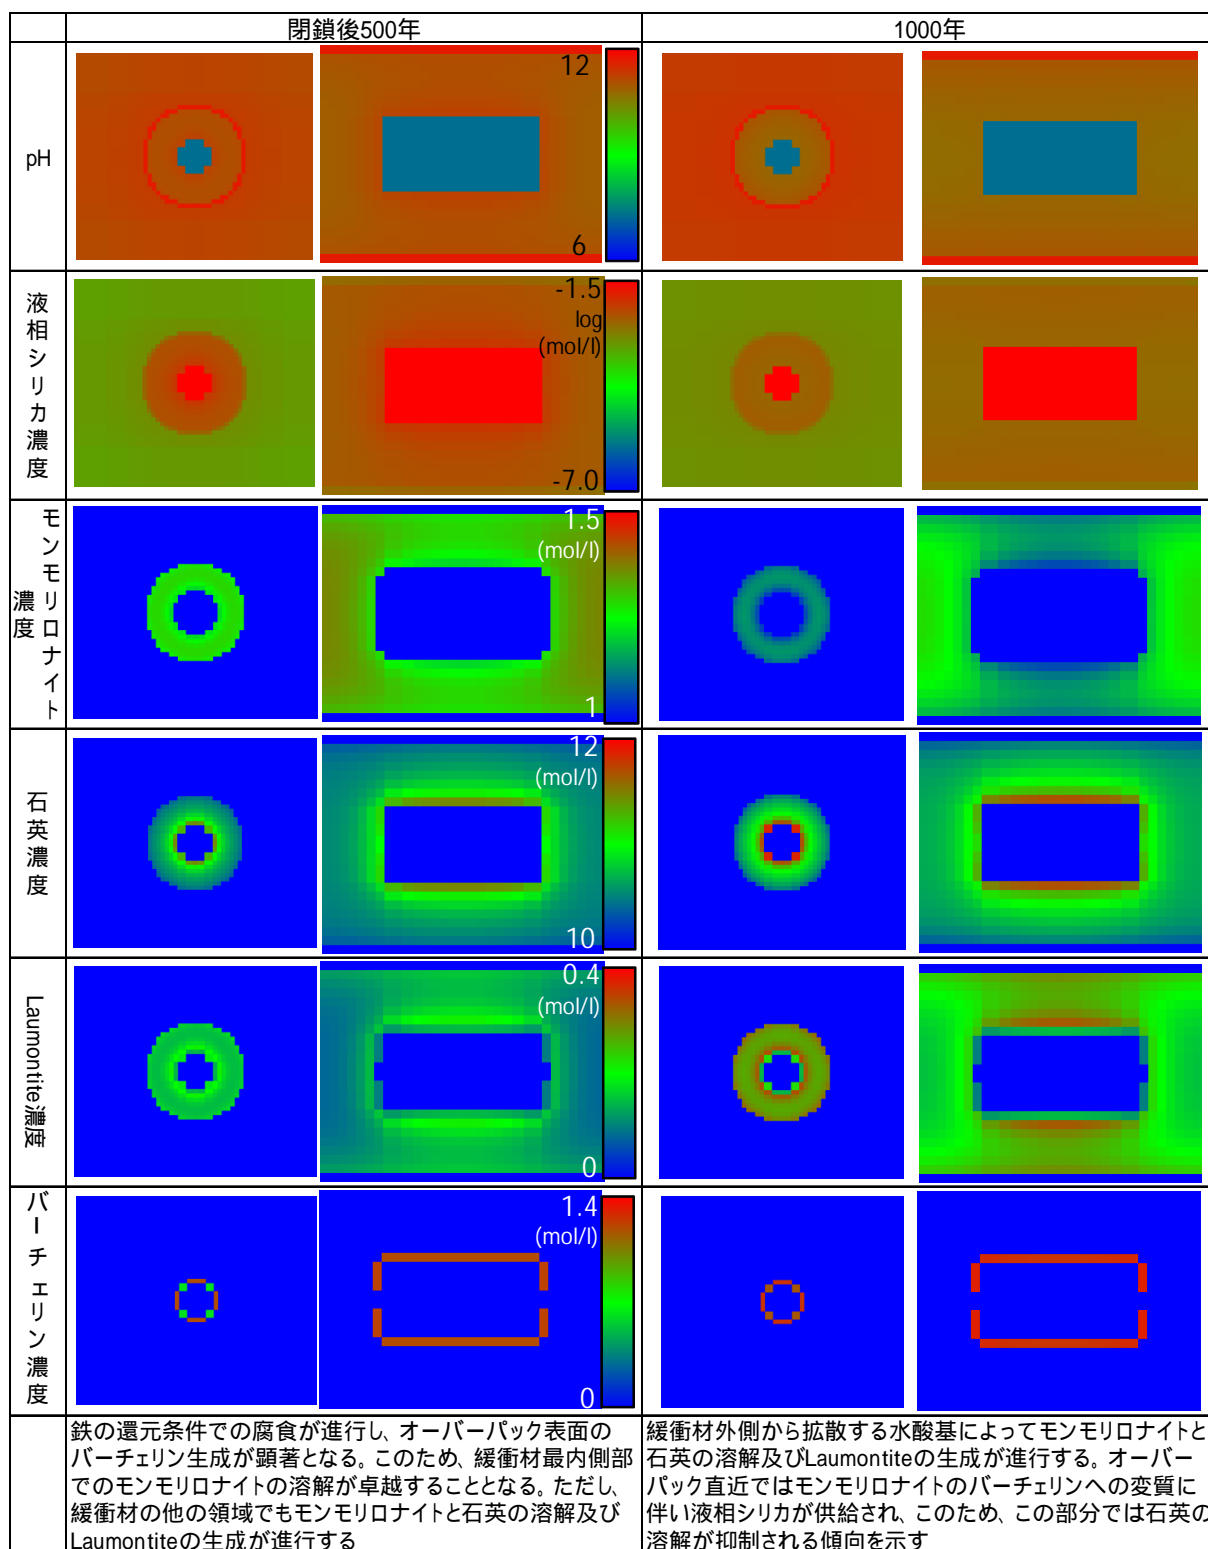 閉鎖後500年
1000年
pH
12
6
液相シリカ濃度
-1.5
log
(mol/l)
-7.0
モンモリロナイト
濃度
1.5
(mol/l)
1
石英濃度
12
(mol/l)
10
Laumontite濃度
0.4
(mol/l)
0
バーチェリン濃度
1.4
(mol/l)
0
鉄の還元条件での腐食が進行し、オーバーパック表面の
バーチェリン生成が顕著となる。このため、緩衝材最内側部
でのモンモリロナイトの溶解が卓越することとなる。ただし、
緩衝材の他の領域でもモンモリロナイトと石英の溶解及び
Laumontiteの生成が進行する
緩衝材外側から拡散する水酸基によってモンモリロナイトと
石英の溶解及びLaumontiteの生成が進行する。オーバー
パック直近ではモンモリロナイトのバーチェリンへの変質に
伴い液相シリカが供給され、このため、この部分では石英の
溶解が抑制される傾向を示す